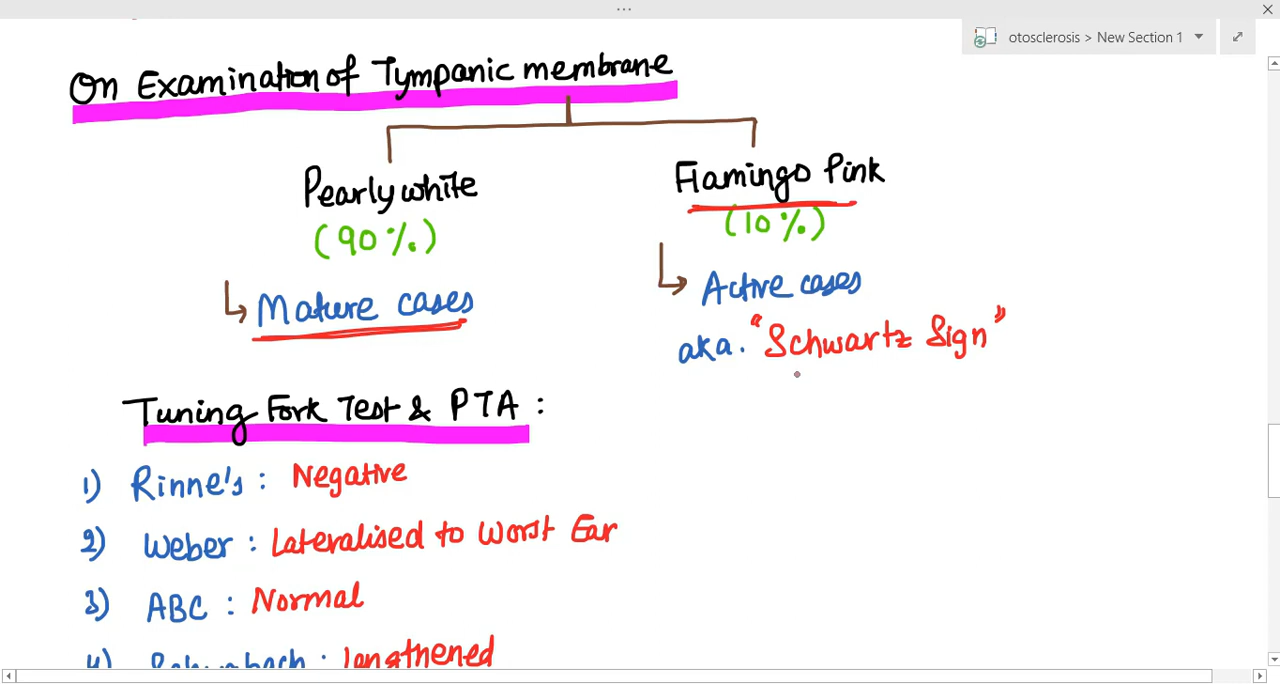 otosclerosis > New Section 1
On Examination of Tympanic membrane
Pearly white
(90%)
Mature cases
Flamingo Pink
(10%)
Active cases
aka. "Schwartz Sign"
Tuning Fork Test & PTA :
1) Rinne's : Negative
2) Weber : Lateralised to Worst Ear
3) ABC : Normal
4) Schwabach : lengthened